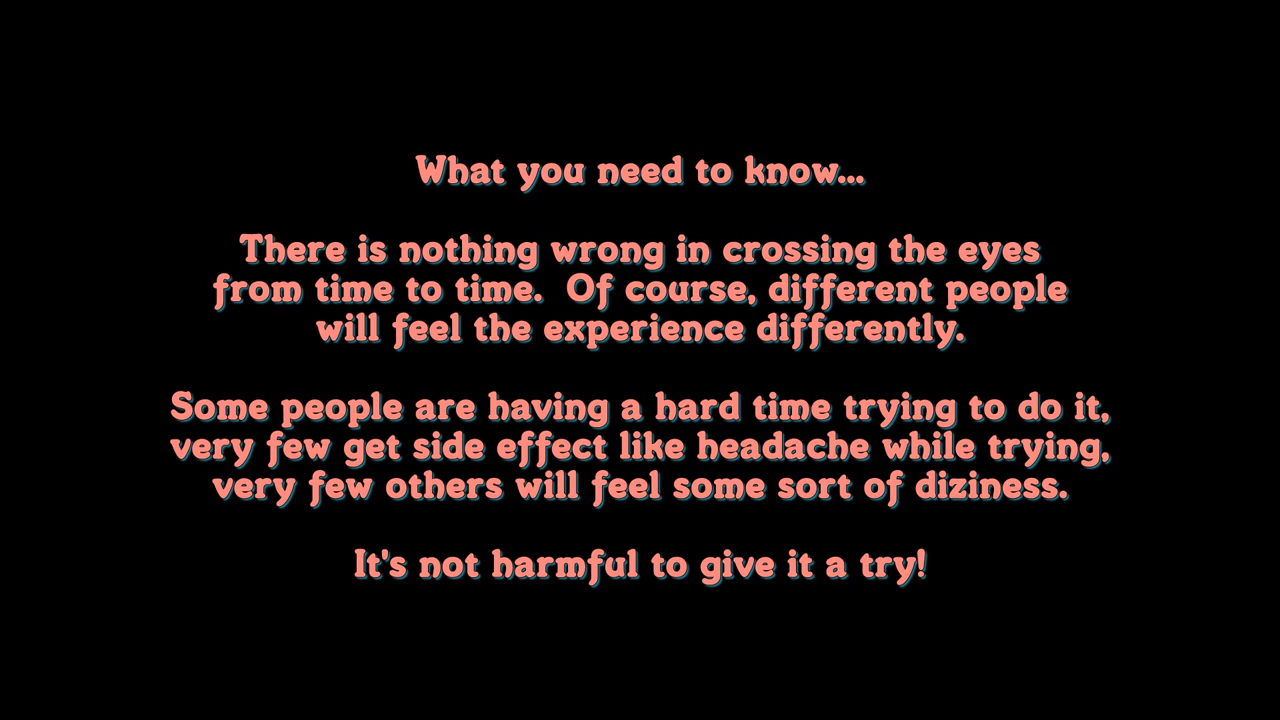 What you need to know...
There is nothing wrong in crossing the eyes
from time to time.  Of course, different people
will feel the experience differently.
Some people are having a hard time trying to do it,
very few get side effect like headache while trying,
very few others will feel some sort of diziness.
It's not harmful to give it a try!